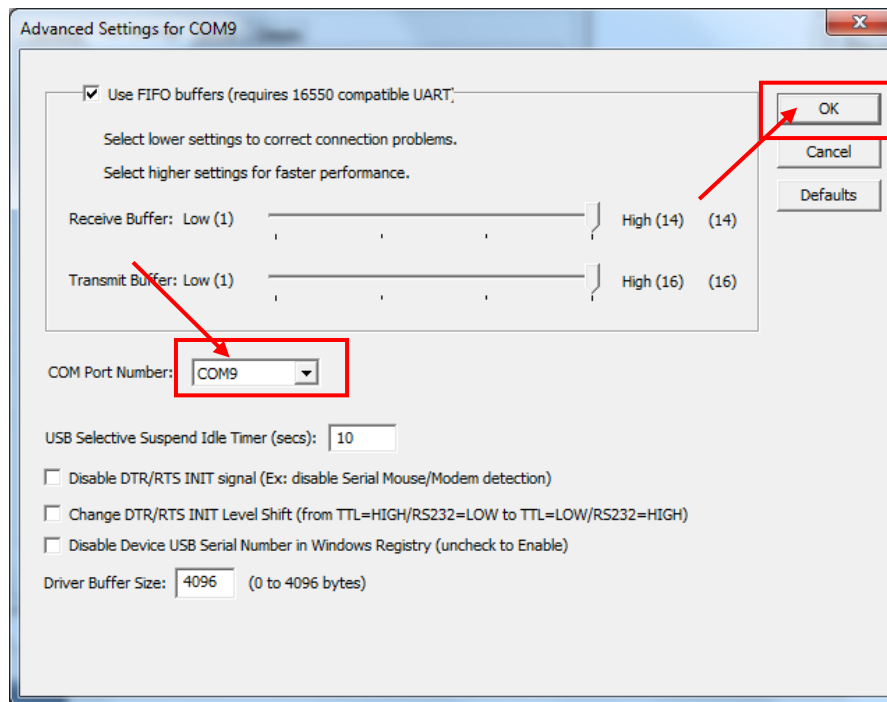 Advanced Settings for COM9
Use FIFO buffers (requires 16550 compatible UART)
OK
Select lower settings to correct connection problems.
Cancel
Select higher settings for faster performance.
Defaults
Receive Buffer: Low (1) High (14) (14)
Transmit Buffer: Low (1) High (16) (16)
COM Port Number: COM9
USB Selective Suspend Idle Timer (secs): 10
Disable DTR/RTS INIT signal (Ex: disable Serial Mouse/Modem detection)
Change DTR/RTS INIT Level Shift (from TTL=HIGH/RS232=LOW to TTL=LOW/RS232=HIGH)
Disable Device USB Serial Number in Windows Registry (uncheck to Enable)
Driver Buffer Size: 4096 (0 to 4096 bytes)